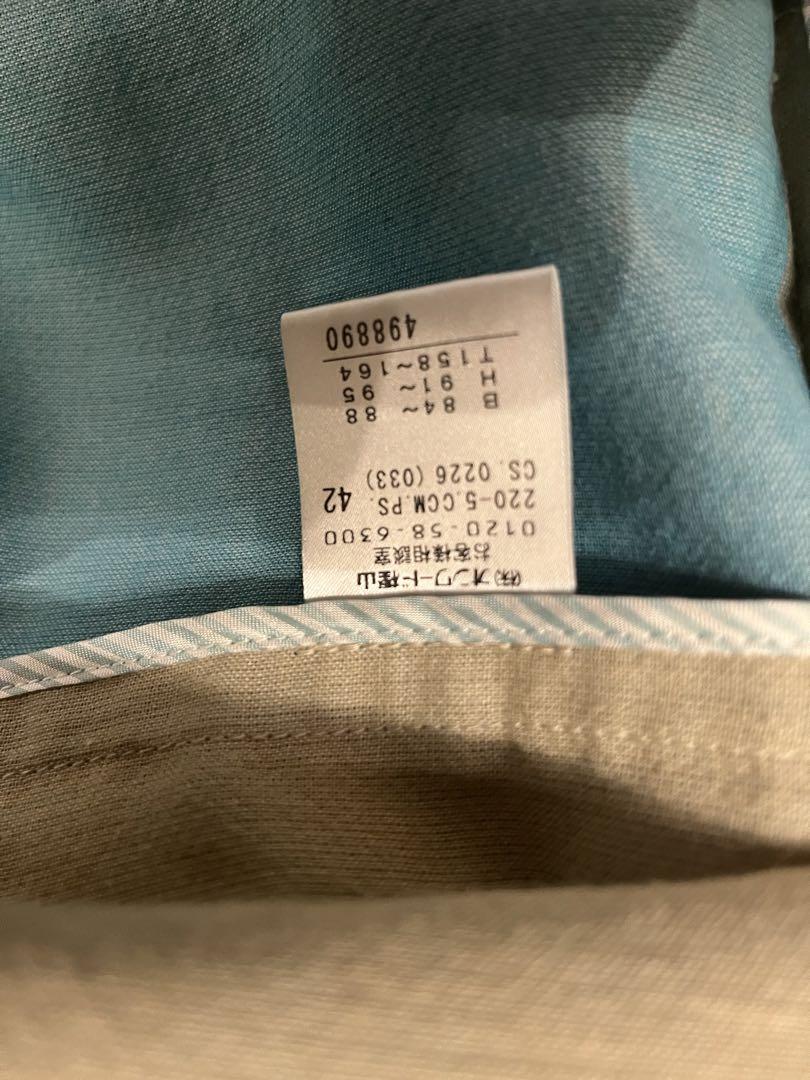 ㈱オンワード樫山
お客様相談室
0120-58-6300
220-5.CCM.PS. 42
CS. 0226 (033)
B 84~ 88
H 91~ 95
T158~164
498890